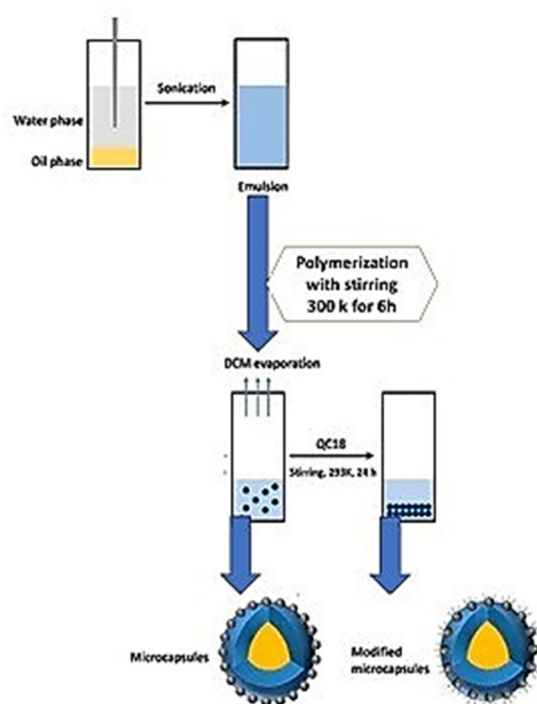 Sonication
Water phase
Oil phase
Emulsion
Polymerization
with stirring
300 k for 6h
DCM evaporation
QC18
Stirring, 293K, 24 h
Microcapsules
Modified
microcapsules